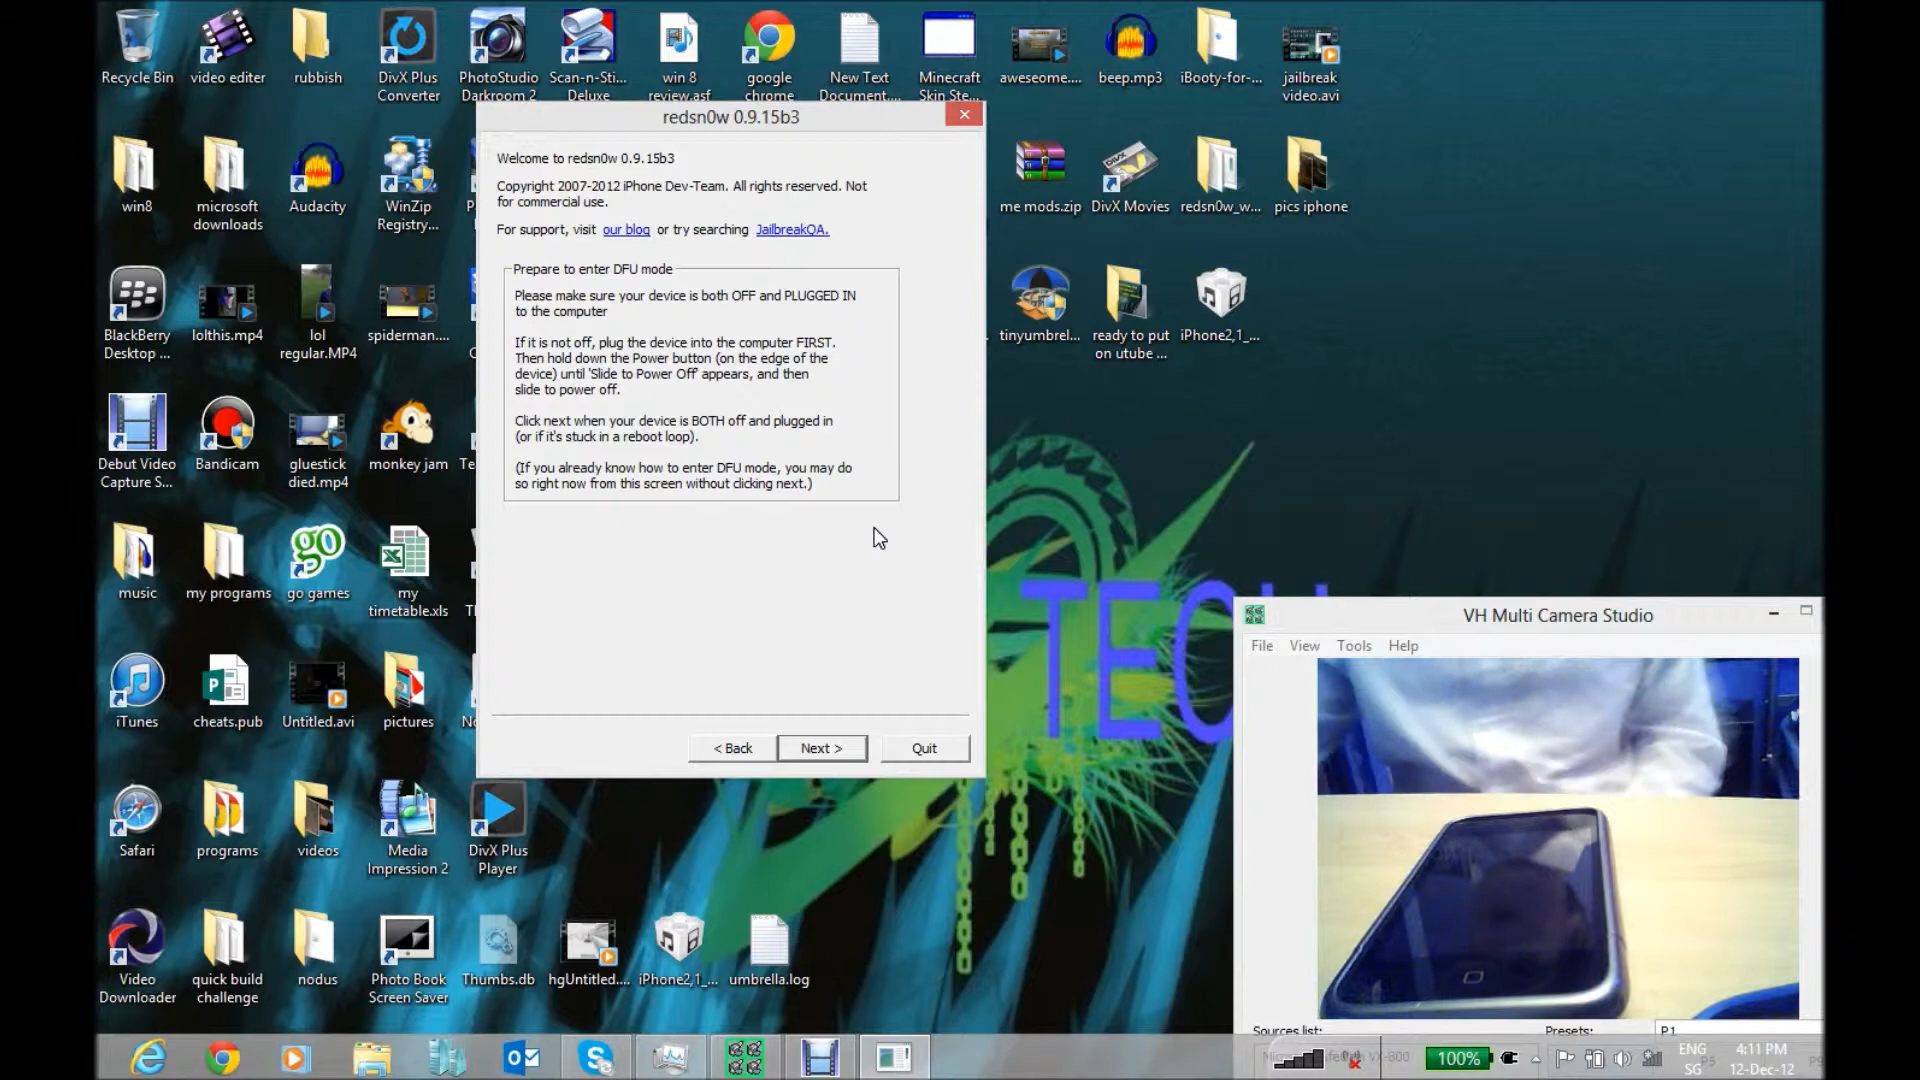 Recycle Bin
video editer
rubbish
DivX Plus
Converter
PhotoStudio
Darkroom 2
Scan-n-Sti...
Deluxe
win 8
review.asf
google
chrome
New Text
Document....
Minecraft
Skin Ste...
aweseome....
beep.mp3
iBooty-for-...
jailbreak
video.avi
win8
microsoft
downloads
Audacity
WinZip
Registry...
me mods.zip
DivX Movies
redsn0w_w...
pics iphone
BlackBerry
Desktop ...
lolthis.mp4
lol
regular.MP4
spiderman....
tinyumbrel...
ready to put
on utube ...
iPhone2,1_...
Debut Video
Capture S...
Bandicam
gluestick
died.mp4
monkey jam
music
my programs
go
go games
my
timetable.xls
iTunes
cheats.pub
Untitled.avi
pictures
Safari
programs
videos
Media
Impression 2
DivX Plus
Player
Video
Downloader
quick build
challenge
nodus
Photo Book
Screen Saver
Thumbs.db
hgUntitled....
iPhone2,1_...
umbrella.log
redsn0w 0.9.15b3
Welcome to redsn0w 0.9.15b3
Copyright 2007-2012 iPhone Dev-Team. All rights reserved. Not
for commercial use.
For support, visit our blog or try searching JailbreakQA.
Prepare to enter DFU mode
Please make sure your device is both OFF and PLUGGED IN
to the computer
If it is not off, plug the device into the computer FIRST.
Then hold down the Power button (on the edge of the
device) until 'Slide to Power Off' appears, and then
slide to power off.
Click next when your device is BOTH off and plugged in
(or if it's stuck in a reboot loop).
(If you already know how to enter DFU mode, you may do
so right now from this screen without clicking next.)
< Back
Next >
Quit
VH Multi Camera Studio
File View Tools Help
Sources list:
Presets:
P1
100%
ENG
SG
4:11 PM
12-Dec-12